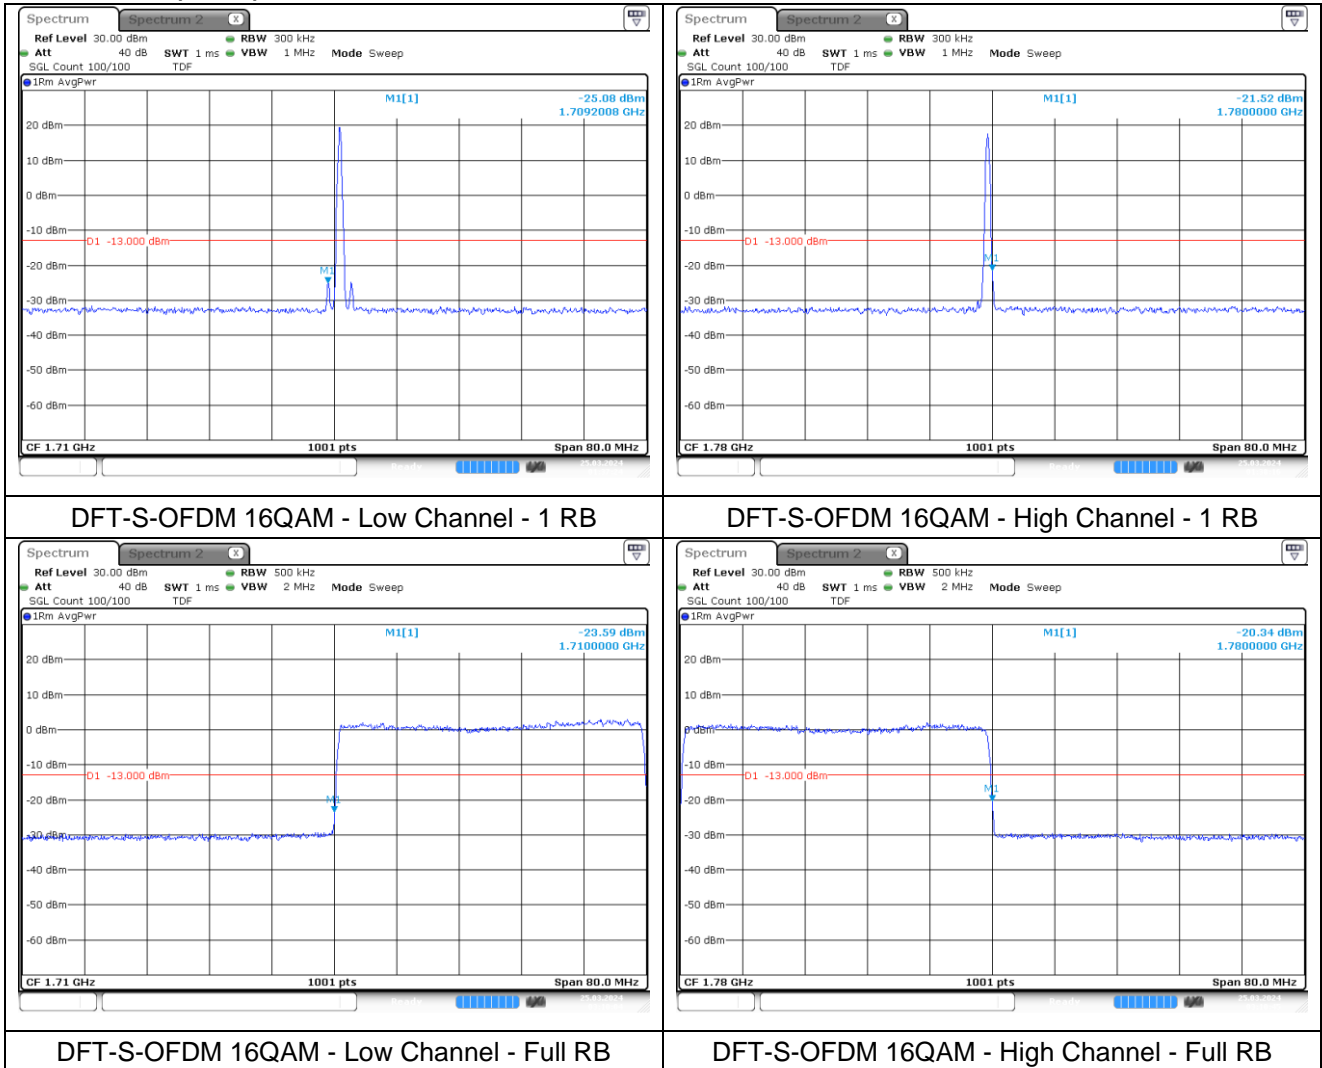 Spectrum Spectrum 2 X
Ref Level 30.00 dBm RBW 300 kHz
Att 40 dB SWT 1 ms VBW 1 MHz Mode Sweep
SGL Count 100/100 TDF
1Rm AvgPwr
M1[1] -25.08 dBm
1.7092008 GHz
20 dBm
10 dBm
0 dBm
-10 dBm
D1 -13.000 dBm
-20 dBm
M1
-30 dBm
-40 dBm
-50 dBm
-60 dBm
CF 1.71 GHz 1001 pts Span 80.0 MHz
Ready 25.03.2024
DFT-S-OFDM 16QAM - Low Channel - 1 RB
Spectrum Spectrum 2 X
Ref Level 30.00 dBm RBW 300 kHz
Att 40 dB SWT 1 ms VBW 1 MHz Mode Sweep
SGL Count 100/100 TDF
1Rm AvgPwr
M1[1] -21.52 dBm
1.7800000 GHz
20 dBm
10 dBm
0 dBm
-10 dBm
D1 -13.000 dBm
-20 dBm
M1
-30 dBm
-40 dBm
-50 dBm
-60 dBm
CF 1.78 GHz 1001 pts Span 80.0 MHz
Ready 25.03.2024
DFT-S-OFDM 16QAM - High Channel - 1 RB
Spectrum Spectrum 2 X
Ref Level 30.00 dBm RBW 500 kHz
Att 40 dB SWT 1 ms VBW 2 MHz Mode Sweep
SGL Count 100/100 TDF
1Rm AvgPwr
M1[1] -23.59 dBm
1.7100000 GHz
20 dBm
10 dBm
0 dBm
-10 dBm
D1 -13.000 dBm
-20 dBm
M1
-30 dBm
-40 dBm
-50 dBm
-60 dBm
CF 1.71 GHz 1001 pts Span 80.0 MHz
Ready 25.03.2024
DFT-S-OFDM 16QAM - Low Channel - Full RB
Spectrum Spectrum 2 X
Ref Level 30.00 dBm RBW 500 kHz
Att 40 dB SWT 1 ms VBW 2 MHz Mode Sweep
SGL Count 100/100 TDF
1Rm AvgPwr
M1[1] -20.34 dBm
1.7800000 GHz
20 dBm
10 dBm
0 dBm
-10 dBm
D1 -13.000 dBm
-20 dBm
M1
-30 dBm
-40 dBm
-50 dBm
-60 dBm
CF 1.78 GHz 1001 pts Span 80.0 MHz
Ready 25.03.2024
DFT-S-OFDM 16QAM - High Channel - Full RB